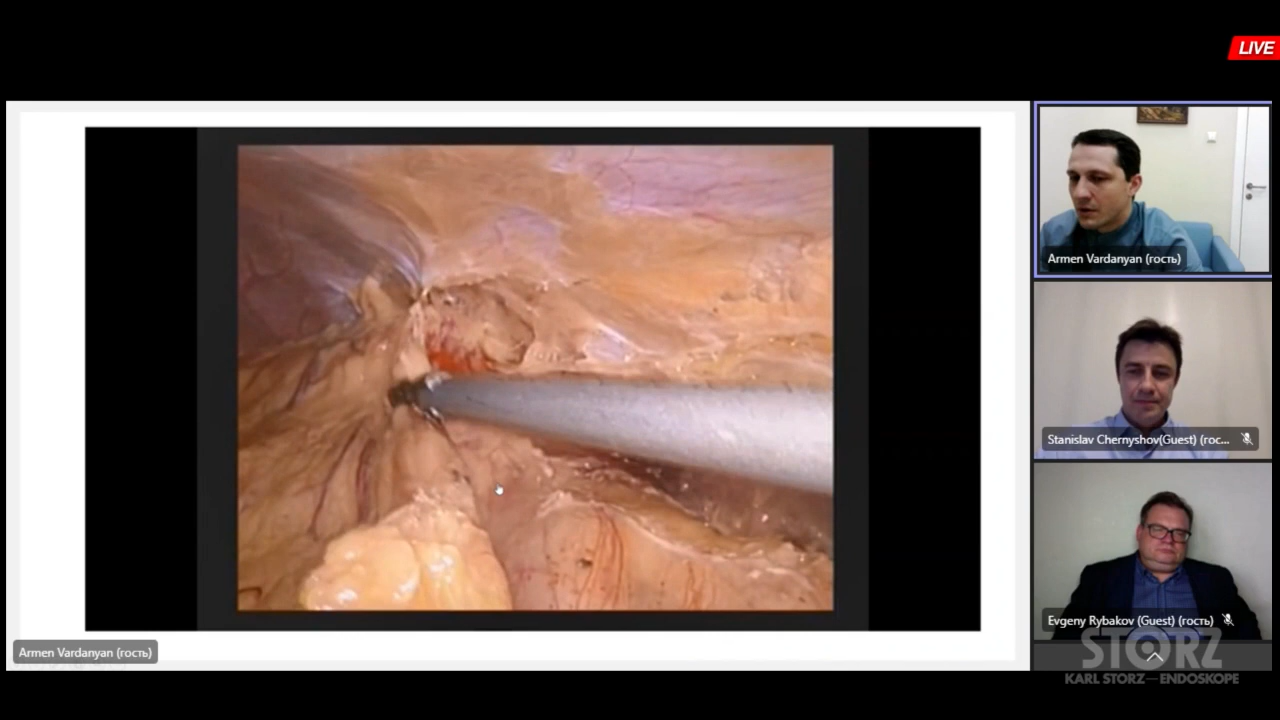 LIVE
Armen Vardanyan (гость)
Stanislav Chernyshov(Guest) (гос...
Evgeny Rybakov (Guest) (гость)
STORZ
KARL STORZ—ENDOSKOPE
Armen Vardanyan (гость)